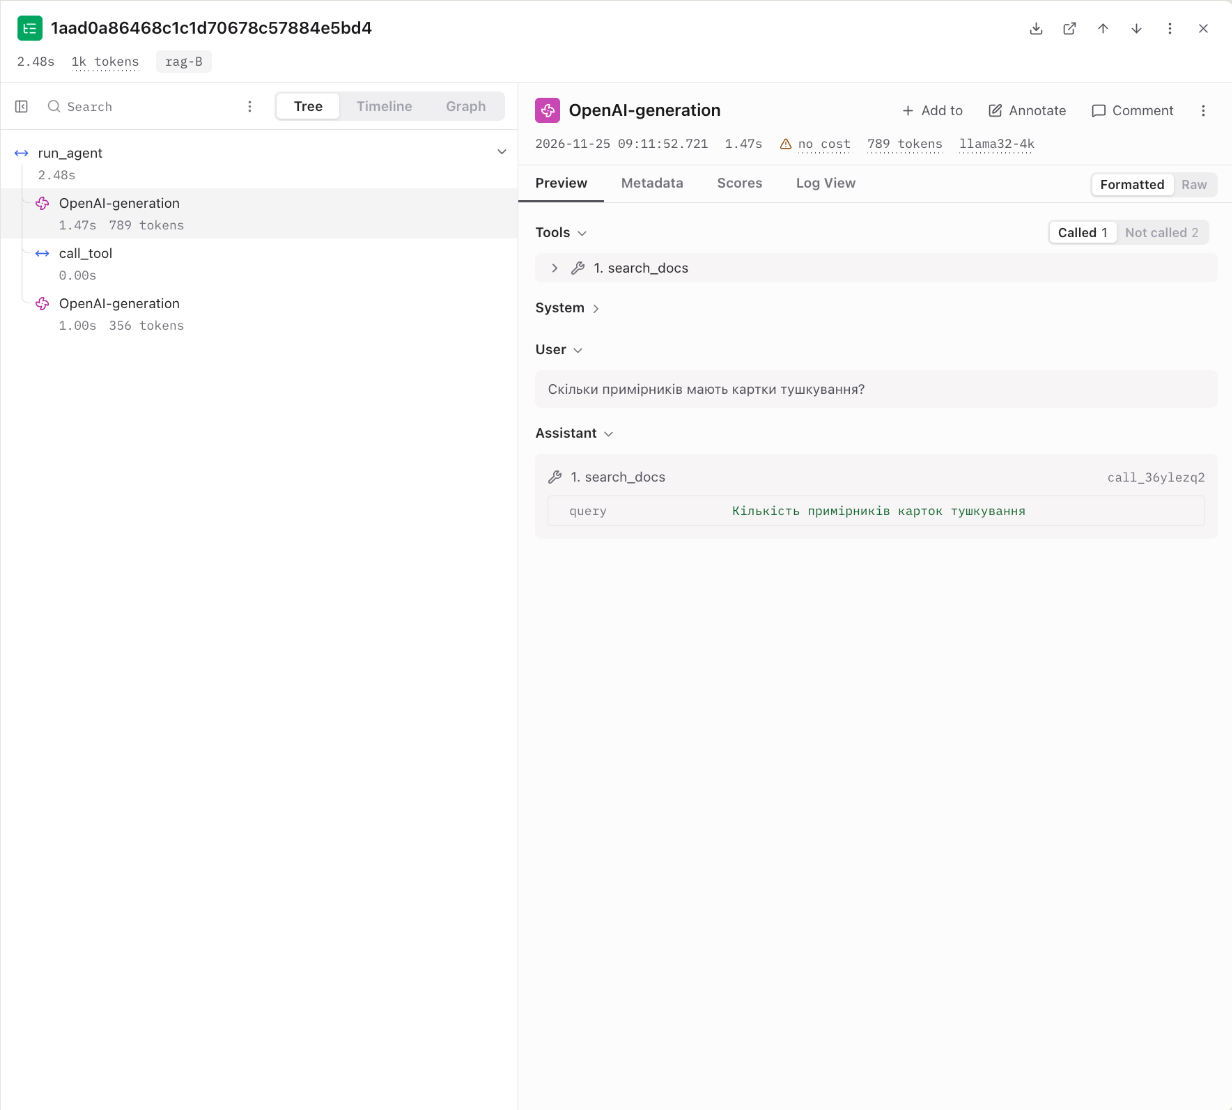 1aad0a86468c1c1d70678c57884e5bd4
2.48s 1k tokens rag-B
Search
Tree Timeline Graph
run_agent
2.48s
OpenAI-generation
1.47s 789 tokens
call_tool
0.00s
OpenAI-generation
1.00s 356 tokens
OpenAI-generation
Add to Annotate Comment
2026-11-25 09:11:52.721 1.47s no cost 789 tokens llama32-4k
Preview Metadata Scores Log View Formatted Raw
Tools Called 1 Not called 2
1. search_docs
System
User
Скільки примірників мають картки тушкування?
Assistant
1. search_docs call_36ylezq2
query Кількість примірників карток тушкування